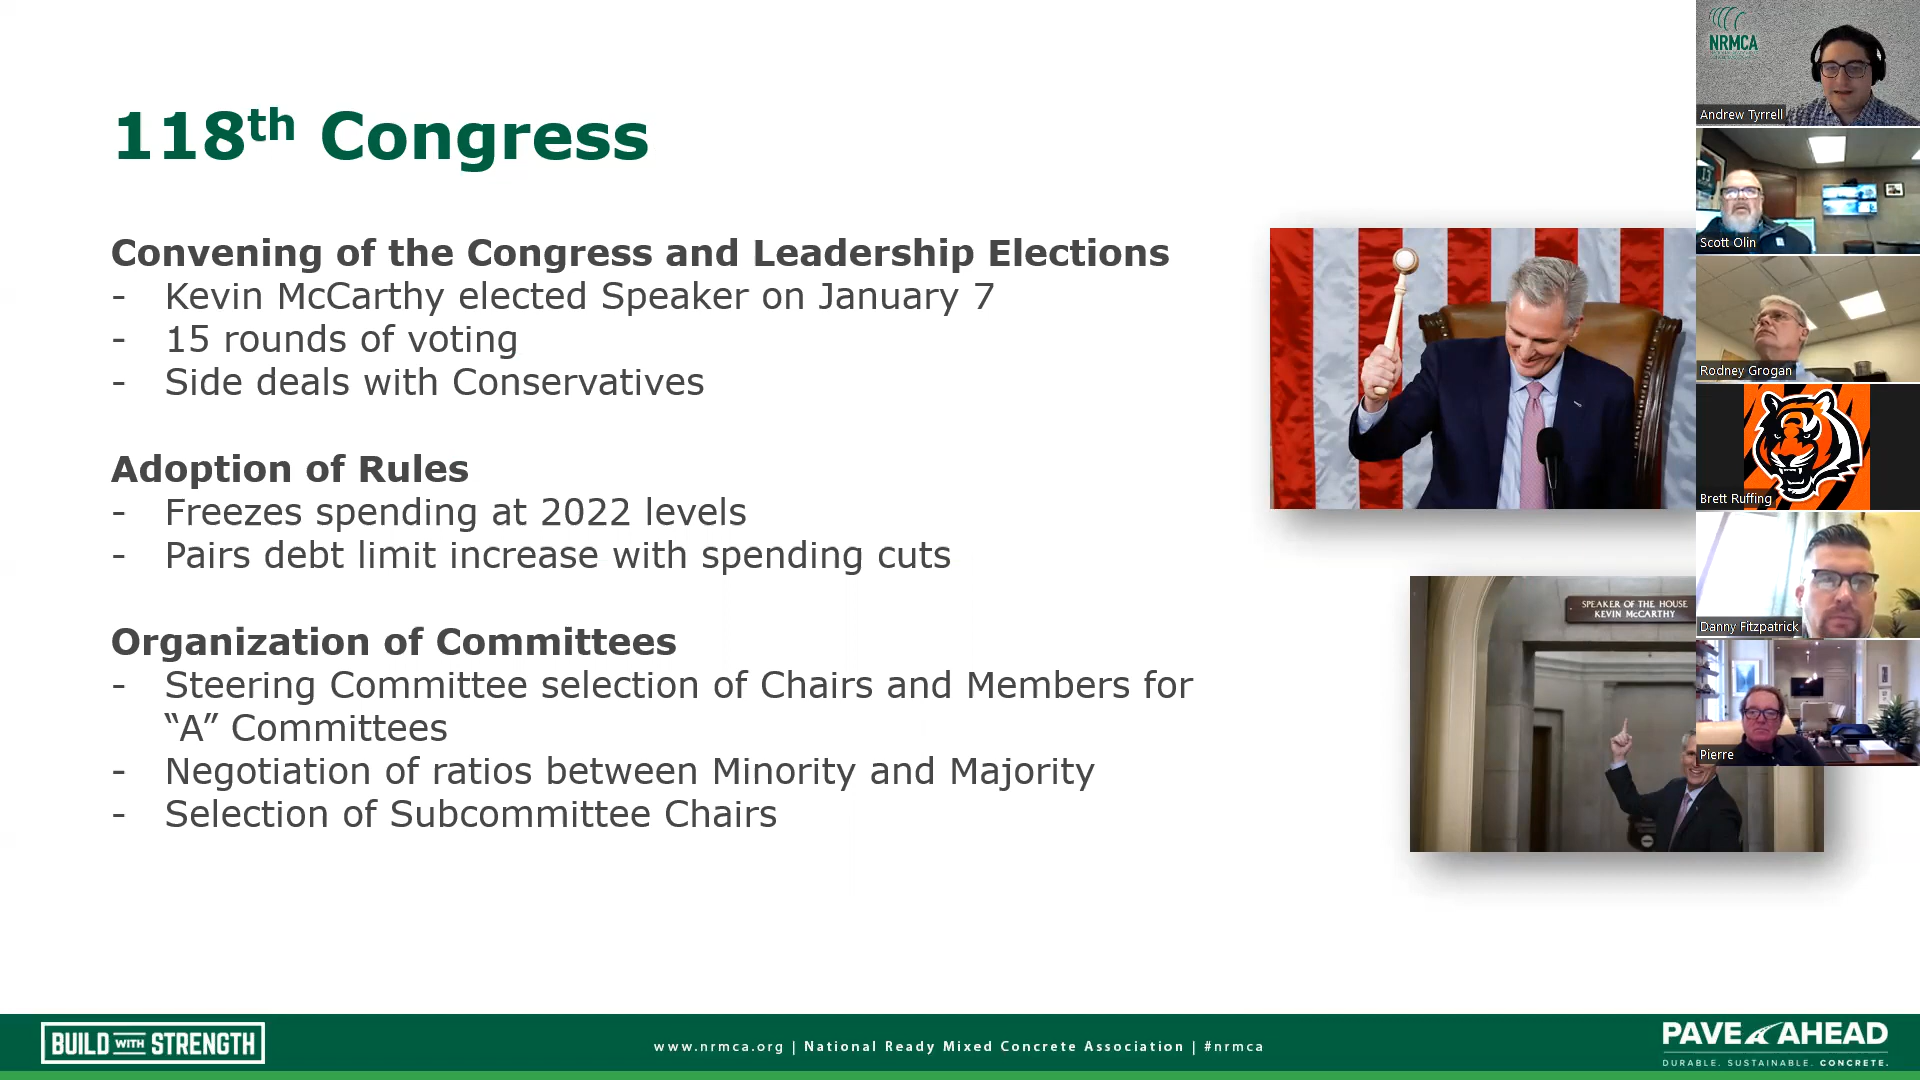 118th Congress
Convening of the Congress and Leadership Elections
- Kevin McCarthy elected Speaker on January 7
- 15 rounds of voting
- Side deals with Conservatives
Adoption of Rules
- Freezes spending at 2022 levels
- Pairs debt limit increase with spending cuts
Organization of Committees
- Steering Committee selection of Chairs and Members for
“A” Committees
- Negotiation of ratios between Minority and Majority
- Selection of Subcommittee Chairs
SPEAKER OF THE HOUSE
KEVIN McCARTHY
NRMCA
Andrew Tyrrell
13
Scott Olin
Rodney Grogan
Brett Ruffing
Danny Fitzpatrick
Pierre
BUILD WITH STRENGTH
www.nrmca.org | National Ready Mixed Concrete Association | #nrmca
PAVE AHEAD
DURABLE. SUSTAINABLE. CONCRETE.